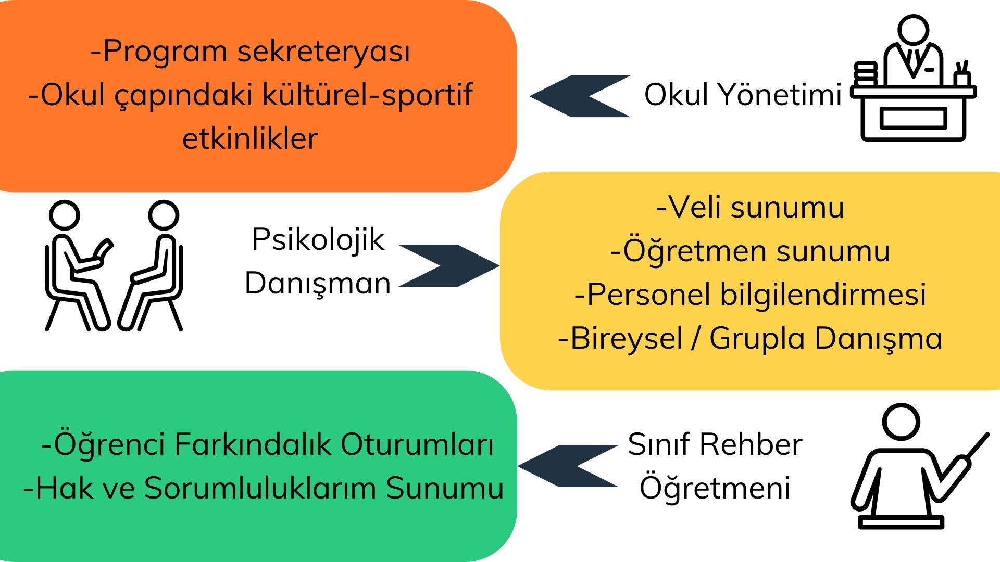 -Program sekreteryası
-Okul çapındaki kültürel-sportif
etkinlikler
Okul Yönetimi
Psikolojik
Danışman
-Veli sunumu
-Öğretmen sunumu
-Personel bilgilendirmesi
-Bireysel / Grupla Danışma
-Öğrenci Farkındalık Oturumları
-Hak ve Sorumluluklarım Sunumu
Sınıf Rehber
Öğretmeni